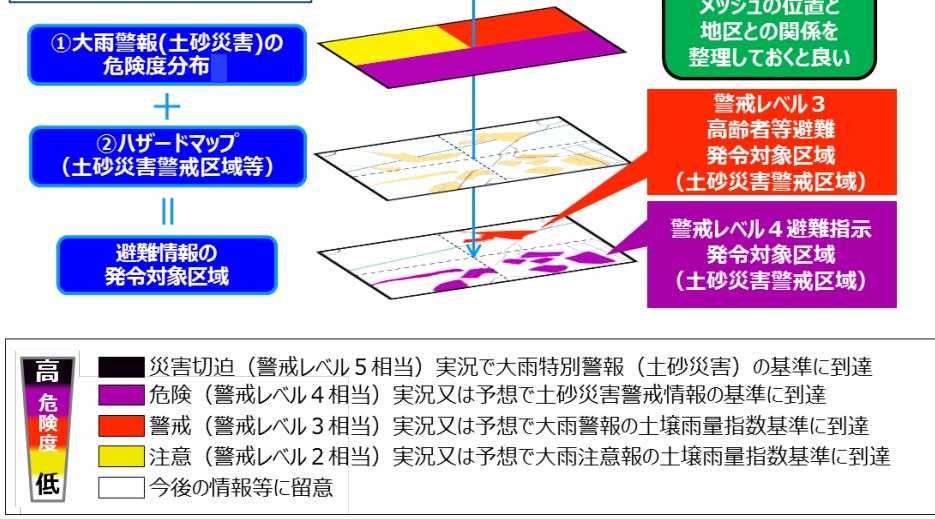 メッシュの位置と
地区との関係を
整理しておくと良い
①大雨警報(土砂災害)の
危険度分布
＋
②ハザードマップ
(土砂災害警戒区域等)
||
避難情報の
発令対象区域
警戒レベル３
高齢者等避難
発令対象区域
(土砂災害警戒区域)
警戒レベル４避難指示
発令対象区域
(土砂災害警戒区域)
高
危険度
低
災害切迫（警戒レベル５相当）実況で大雨特別警報（土砂災害）の基準に到達
危険（警戒レベル４相当）実況又は予想で土砂災害警戒情報の基準に到達
警戒（警戒レベル３相当）実況又は予想で大雨警報の土壌雨量指数基準に到達
注意（警戒レベル２相当）実況又は予想で大雨注意報の土壌雨量指数基準に到達
今後の情報等に留意